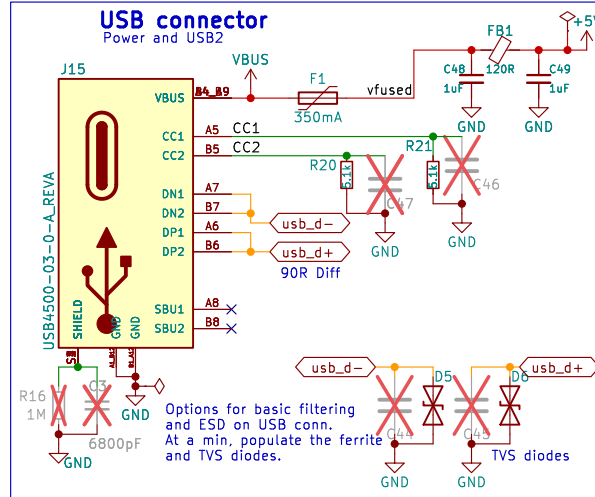 USB connector
Power and USB2
+5V
FB1
J15
VBUS
F1
C48
120R
C49
vfused
1uF
1uF
VBUS
350mA
GND
GND
CC1
A5
CC1
CC2
B5
CC2
R20
R21
5.1k
5.1k
C47
C46
DN1
A7
DN2
B7
usb_d-
GND
GND
DP1
A6
DP2
B6
usb_d+
90R Diff
USB4500-03-0-A_REVA
SBU1
A8
SBU2
B8
SHIELD
GND
GND
usb_d-
D5
D6
usb_d+
R16
1M
C3
GND
6800pF
GND
Options for basic filtering
and ESD on USB conn.
At a min, populate the ferrite
and TVS diodes.
C44
C45
TVS diodes
GND
GND